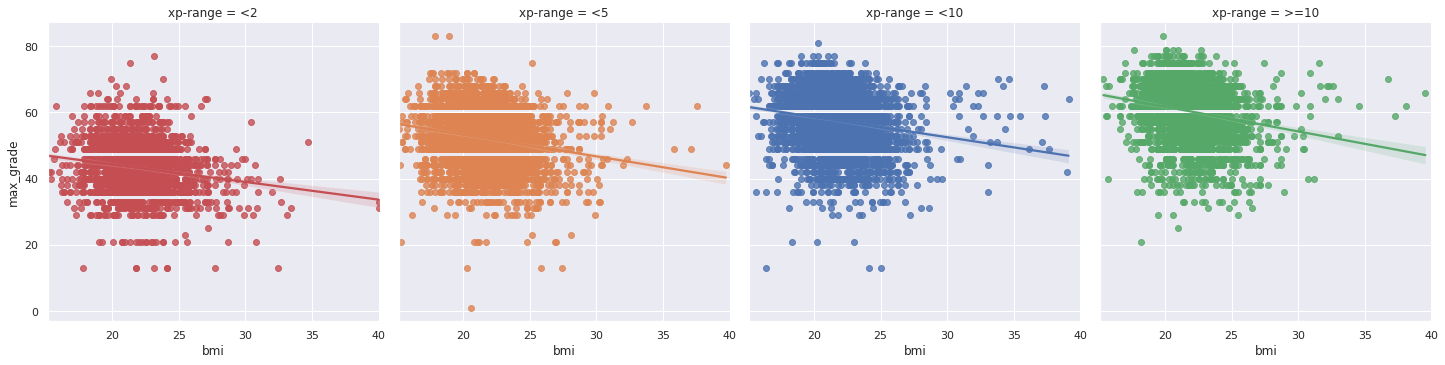 xp-range = <2 xp-range = <5 xp-range = <10 xp-range = >=10
80
60
40
20
0
max_grade
20 25 30 35 40 20 25 30 35 40 20 25 30 35 40 20 25 30 35 40
bmi bmi bmi bmi